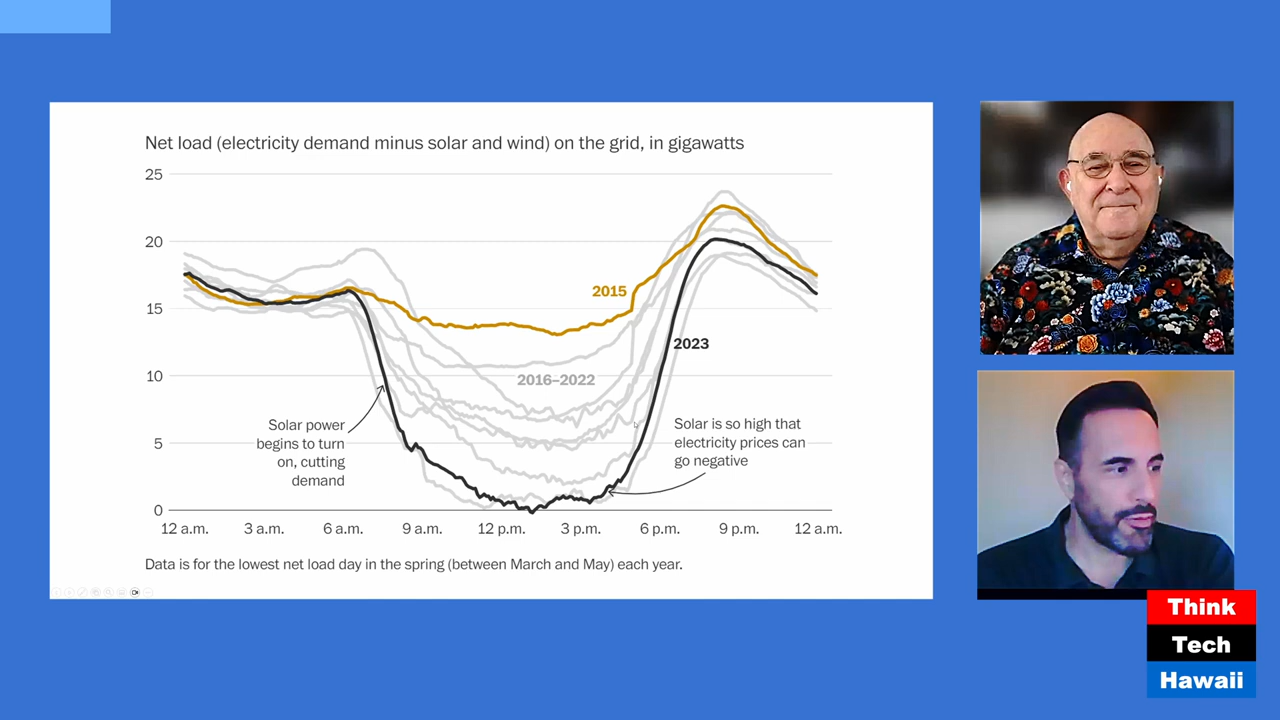 Net load (electricity demand minus solar and wind) on the grid, in gigawatts
25
20
15
10
5
0
2015
2023
2016–2022
Solar power
begins to turn
on, cutting
demand
Solar is so high that
electricity prices can
go negative
12 a.m. 3 a.m. 6 a.m. 9 a.m. 12 p.m. 3 p.m. 6 p.m. 9 p.m. 12 a.m.
Data is for the lowest net load day in the spring (between March and May) each year.
Think
Tech
Hawaii